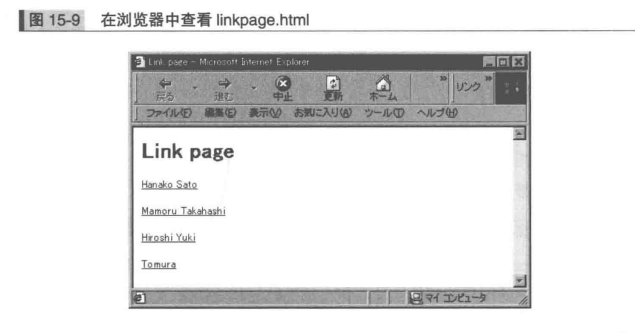 图 15-9 在浏览器中查看 linkpage.html
Link page - Microsoft Internet Explorer
戻る 進む 中止 更新 ホーム » リンク »
ファイル(F) 編集(E) 表示(V) お気に入り(A) ツール(T) ヘルプ(H)
Link page
Hanako Sato
Mamoru Takahashi
Hiroshi Yuki
Tomura
マイ コンピュータ